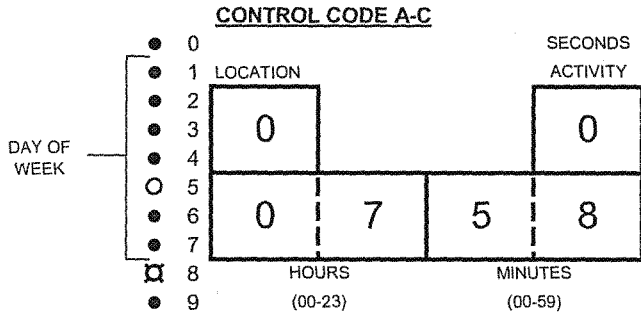 CONTROL CODE A-C
0
SECONDS
1
LOCATION
ACTIVITY
2
3
0
0
DAY OF
WEEK
4
5
6
0 7 5 8
7
8
HOURS
MINUTES
9
(00-23)
(00-59)